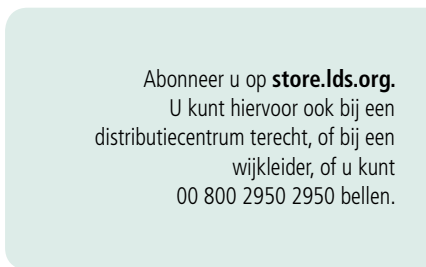 Abonneer u op store.lds.org.
U kunt hiervoor ook bij een
distributiecentrum terecht, of bij een
wijkleider, of u kunt
00 800 2950 2950 bellen.